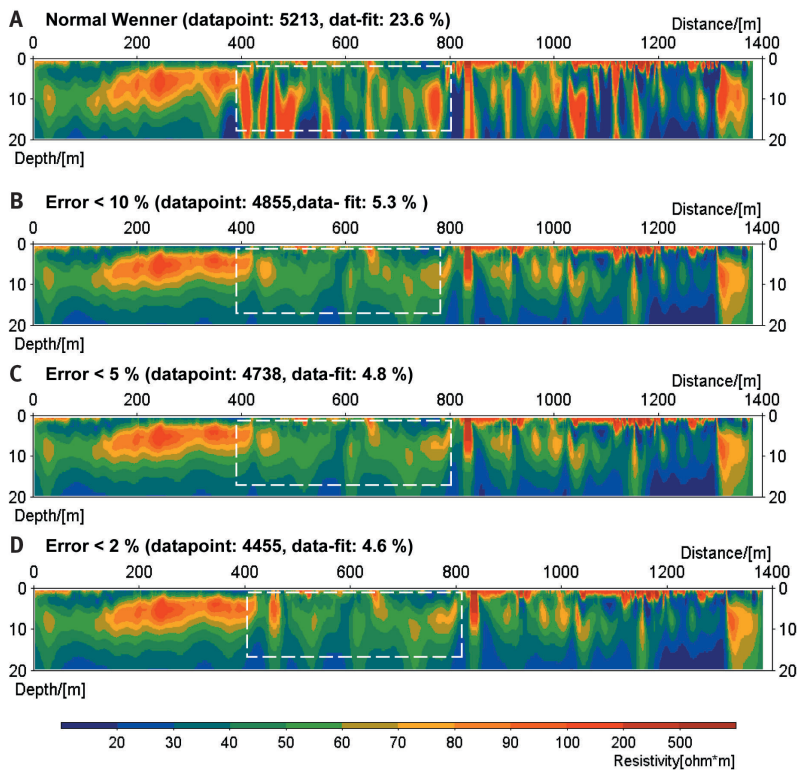 A Normal Wenner (datapoint: 5213, dat-fit: 23.6 %)
Distance/[m]
0 200 400 600 800 1000 1200 1400
0 0
10 10
20 20
Depth/[m]
B Error < 10 % (datapoint: 4855,data- fit: 5.3 % )
Distance/[m]
0 200 400 600 800 1000 1200 1400
0 0
10 10
20 20
Depth/[m]
C Error < 5 % (datapoint: 4738, data-fit: 4.8 %)
Distance/[m]
0 200 400 600 800 1000 1200 1400
0 0
10 10
20 20
Depth/[m]
D Error < 2 % (datapoint: 4455, data-fit: 4.6 %)
Distance/[m]
0 200 400 600 800 1000 1200 1400
0 0
10 10
20 20
Depth/[m]
20 30 40 50 60 70 80 90 100 200 500
Resistivity[ohm*m]